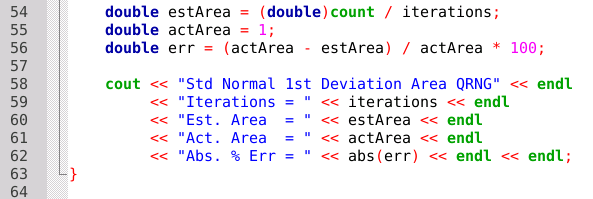 54 double estArea = (double)count / iterations;
55 double actArea = 1;
56 double err = (actArea - estArea) / actArea * 100;
57
58 cout << "Std Normal 1st Deviation Area QRNG" << endl
59 << "Iterations = " << iterations << endl
60 << "Est. Area  = " << estArea << endl
61 << "Act. Area  = " << actArea << endl
62 << "Abs. % Err = " << abs(err) << endl << endl;
63 }
64